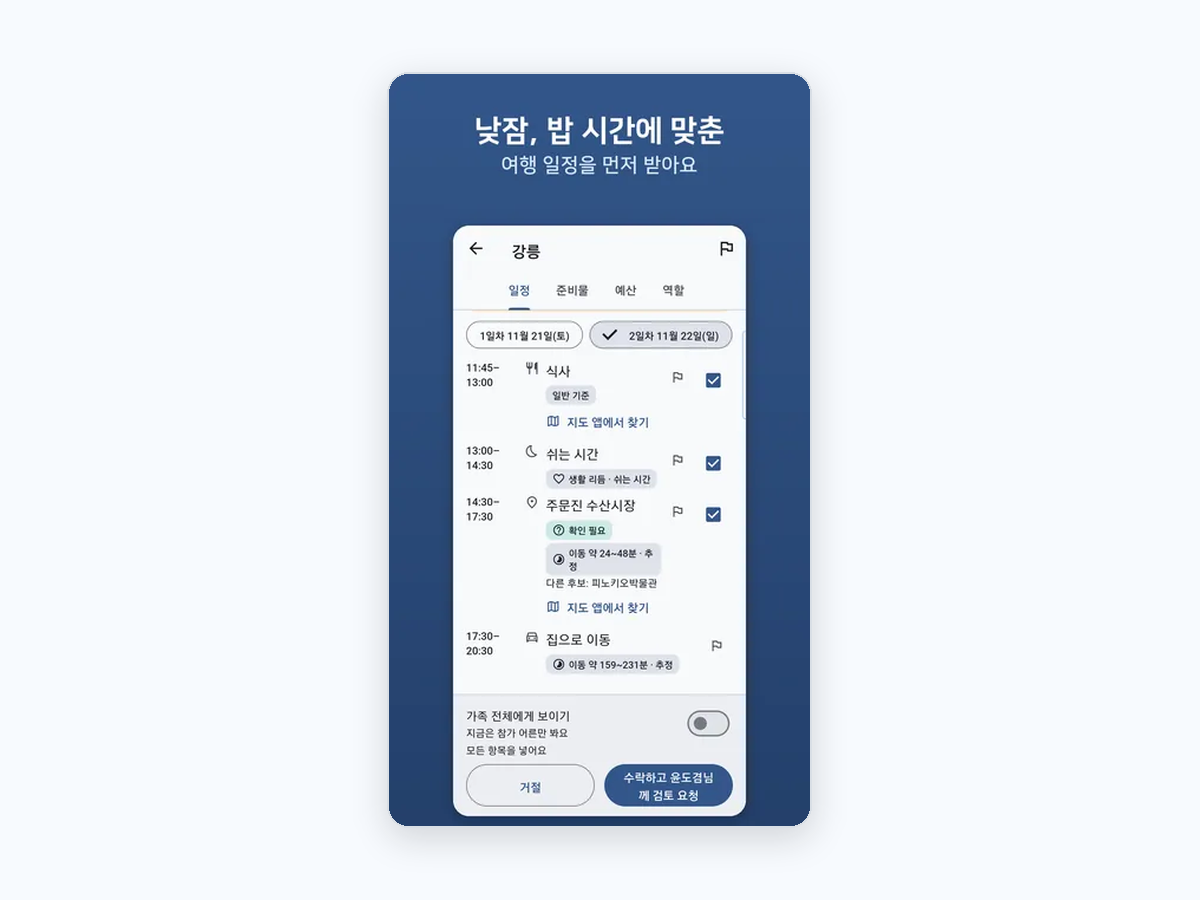 낮잠, 밥 시간에 맞춘
여행 일정을 먼저 받아요
강릉
일정 준비물 예산 역할
1일차 11월 21일(토) 2일차 11월 22일(일)
11:45–
13:00
식사
일반 기준
지도 앱에서 찾기
13:00–
14:30
쉬는 시간
생활 리듬 · 쉬는 시간
14:30–
17:30
주문진 수산시장
확인 필요
이동 약 24~48분 · 추
정
다른 후보: 피노키오박물관
지도 앱에서 찾기
17:30–
20:30
집으로 이동
이동 약 159~231분 · 추정
가족 전체에게 보이기
지금은 참가 어른만 봐요
모든 항목을 넣어요
거절
수락하고 윤도겸님
께 검토 요청